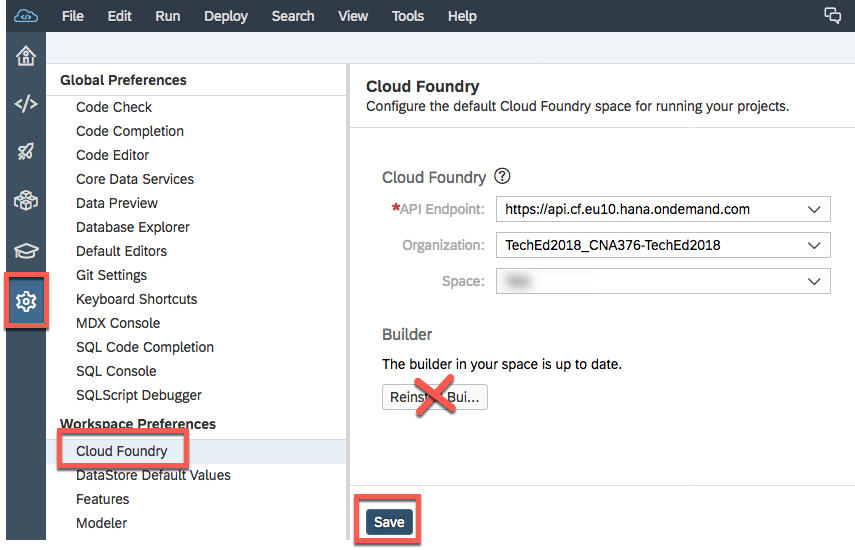 File Edit Run Deploy Search View Tools Help
Global Preferences
Code Check
Code Completion
Code Editor
Core Data Services
Data Preview
Database Explorer
Default Editors
Git Settings
Keyboard Shortcuts
MDX Console
SQL Code Completion
SQL Console
SQLScript Debugger
Workspace Preferences
Cloud Foundry
DataStore Default Values
Features
Modeler
Cloud Foundry
Configure the default Cloud Foundry space for running your projects.
Cloud Foundry ?
*API Endpoint: https://api.cf.eu10.hana.ondemand.com
Organization: TechEd2018_CNA376-TechEd2018
Space:
Builder
The builder in your space is up to date.
Bui...
Save